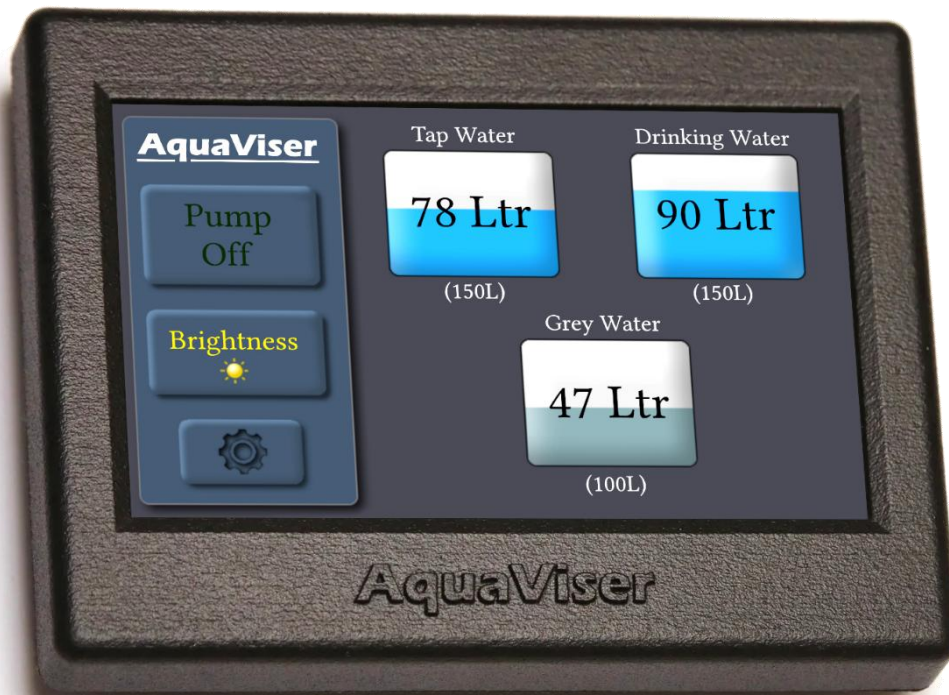 AquaViser
Pump
Off
Brightness
Tap Water
78 Ltr
(150L)
Drinking Water
90 Ltr
(150L)
Grey Water
47 Ltr
(100L)
AquaViser